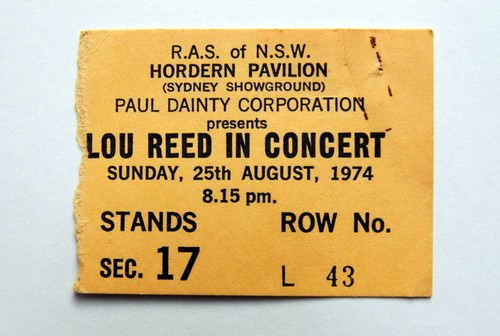 R.A.S. of N.S.W.
HORDERN PAVILION
(SYDNEY SHOWGROUND)
PAUL DAINTY CORPORATION
presents
LOU REED IN CONCERT
SUNDAY, 25th AUGUST, 1974
8.15 pm.
STANDS ROW No.
SEC. 17 L 43